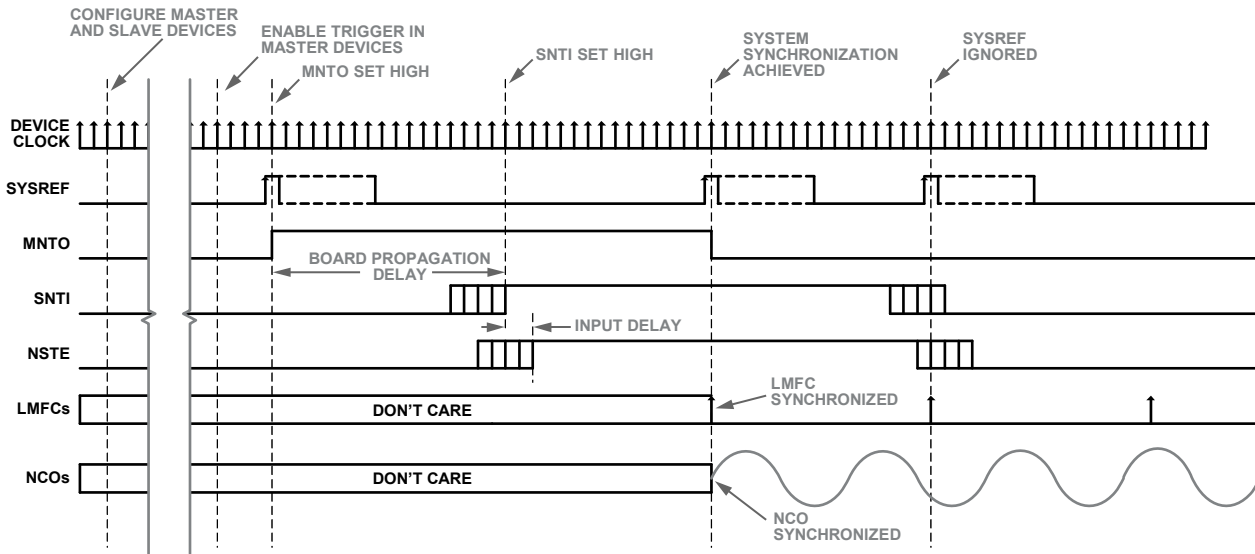 CONFIGURE MASTER
AND SLAVE DEVICES
ENABLE TRIGGER IN
MASTER DEVICES
MNTO SET HIGH
SNTI SET HIGH
SYSTEM
SYNCHRONIZATION
ACHIEVED
SYSREF
IGNORED
DEVICE
CLOCK
SYSREF
MNTO
BOARD PROPAGATION
DELAY
SNTI
INPUT DELAY
NSTE
LMFCs
DON'T CARE
LMFC
SYNCHRONIZED
NCOs
DON'T CARE
NCO
SYNCHRONIZED